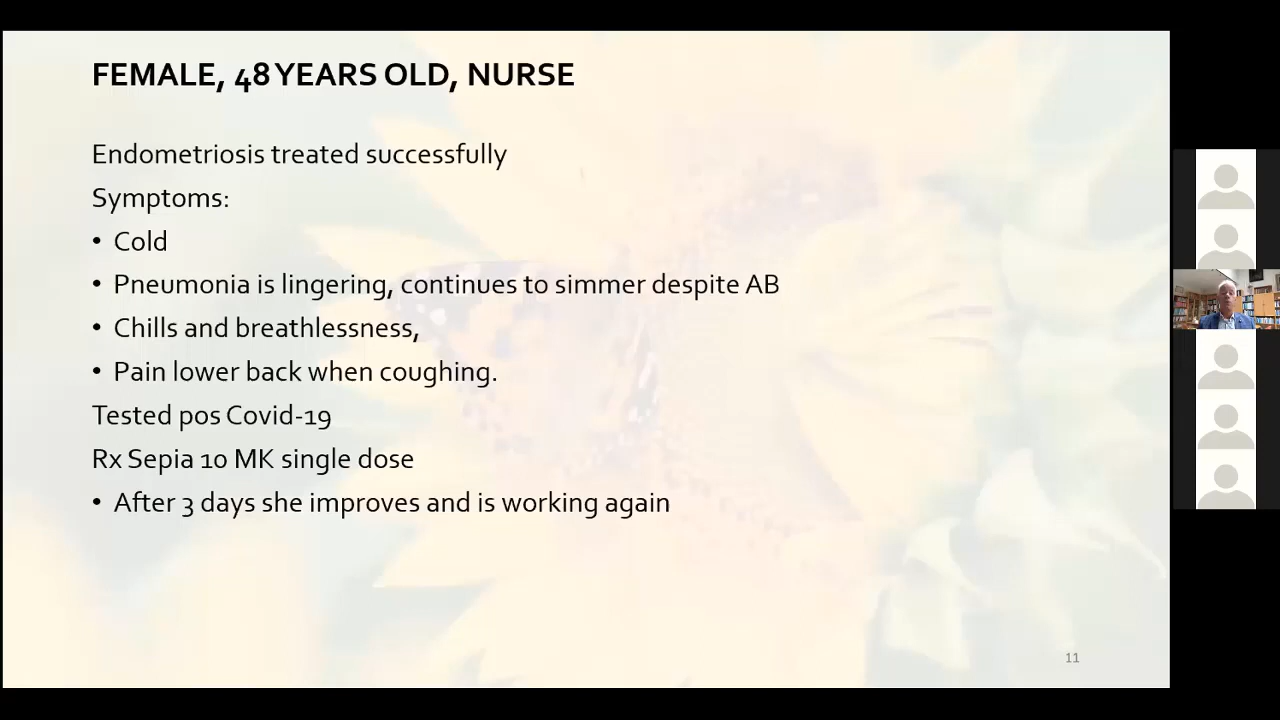 FEMALE, 48 YEARS OLD, NURSE
Endometriosis treated successfully
Symptoms:
• Cold
• Pneumonia is lingering, continues to simmer despite AB
• Chills and breathlessness,
• Pain lower back when coughing.
Tested pos Covid-19
Rx Sepia 10 MK single dose
• After 3 days she improves and is working again
11